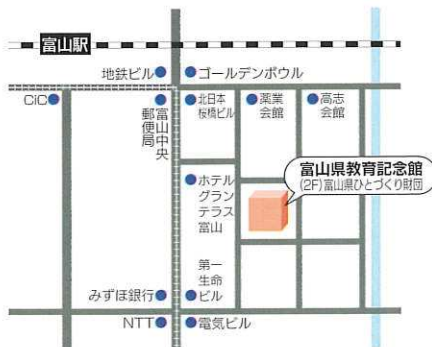 富山駅
地鉄ビル
ゴールデンボウル
CiC
富山中央
郵便局
北日本
桜橋ビル
薬業
会館
高志
会館
富山県教育記念館
(2F)富山県ひとづくり財団
ホテル
グラン
テラス
富山
第一
生命
ビル
みずほ銀行
NTT
電気ビル